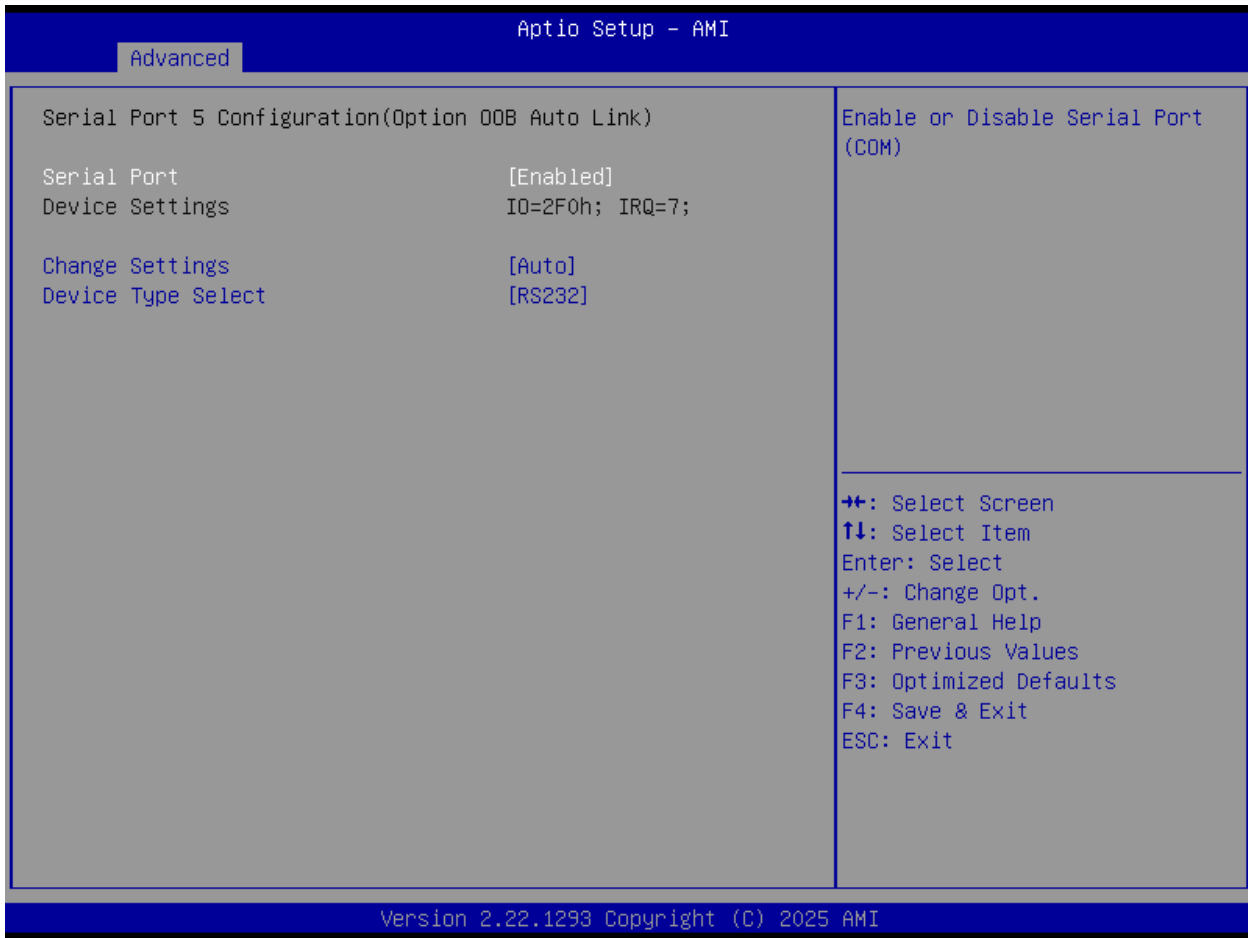 Aptio Setup – AMI
Advanced
Serial Port 5 Configuration(Option OOB Auto Link)
Serial Port [Enabled]
Device Settings IO=2F0h; IRQ=7;
Change Settings [Auto]
Device Type Select [RS232]
Enable or Disable Serial Port
(COM)
→←: Select Screen
↑↓: Select Item
Enter: Select
+/-: Change Opt.
F1: General Help
F2: Previous Values
F3: Optimized Defaults
F4: Save & Exit
ESC: Exit
Version 2.22.1293 Copyright (C) 2025 AMI